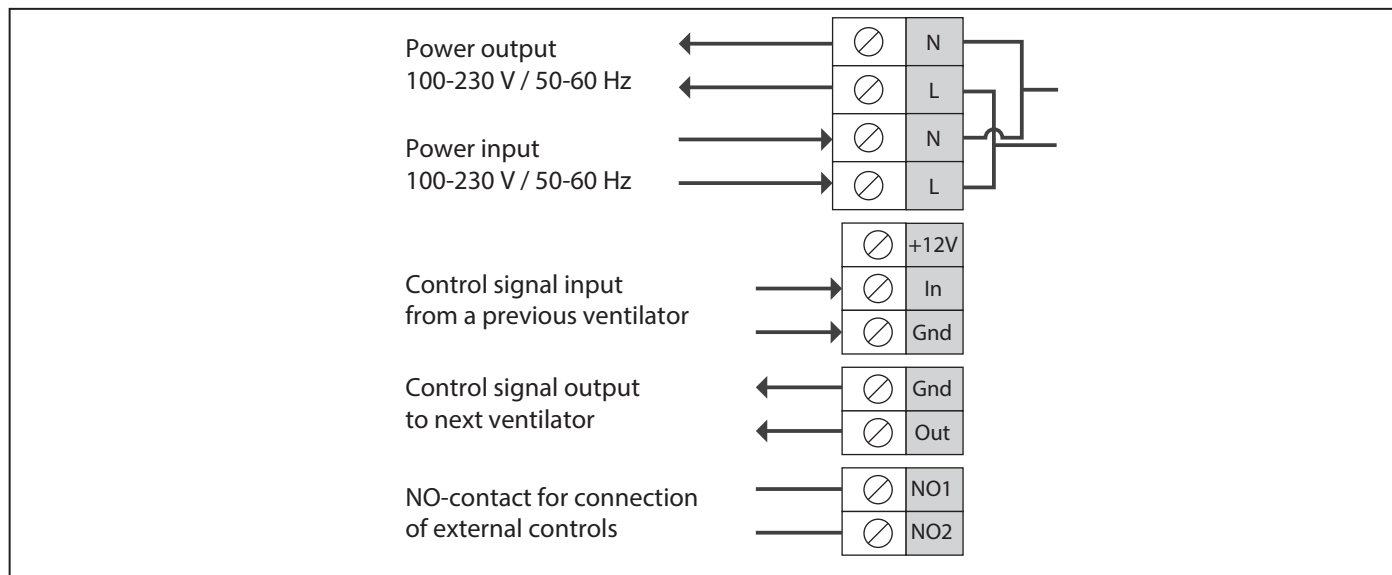 Power output
100-230 V / 50-60 Hz
N
L
Power input
100-230 V / 50-60 Hz
N
L
+12V
Control signal input
from a previous ventilator
In
Gnd
Control signal output
to next ventilator
Gnd
Out
NO-contact for connection
of external controls
NO1
NO2